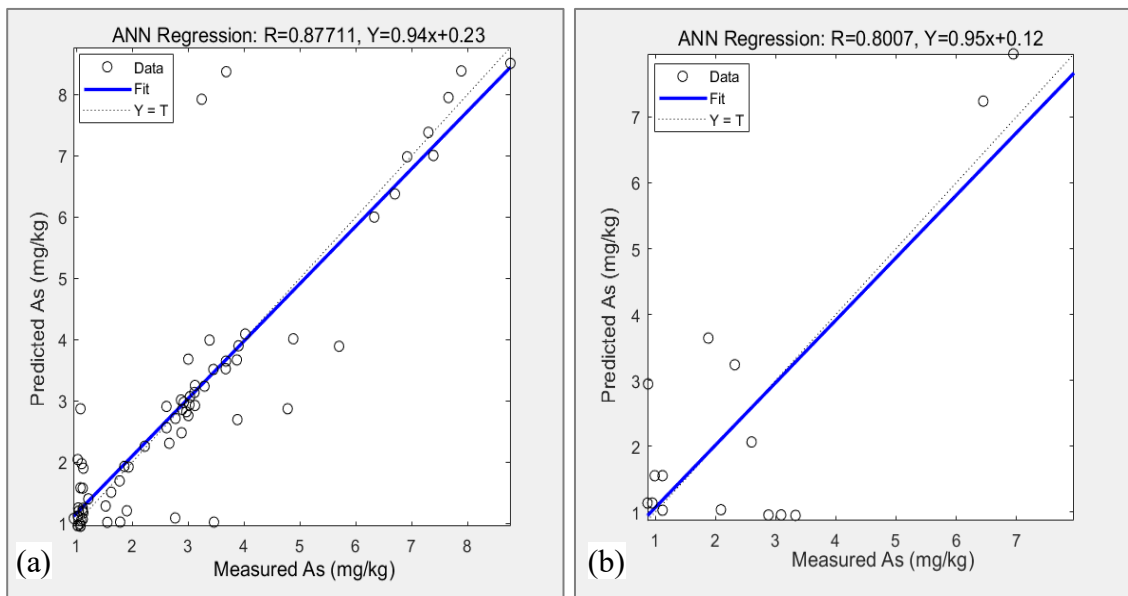 ANN Regression: R=0.87711, Y=0.94x+0.23
Data
Fit
Y = T
8
7
6
5
4
3
2
1
Predicted As (mg/kg)
1 2 3 4 5 6 7 8
Measured As (mg/kg)
(a)
ANN Regression: R=0.8007, Y=0.95x+0.12
Data
Fit
Y = T
7
6
5
4
3
2
1
Predicted As (mg/kg)
1 2 3 4 5 6 7
Measured As (mg/kg)
(b)